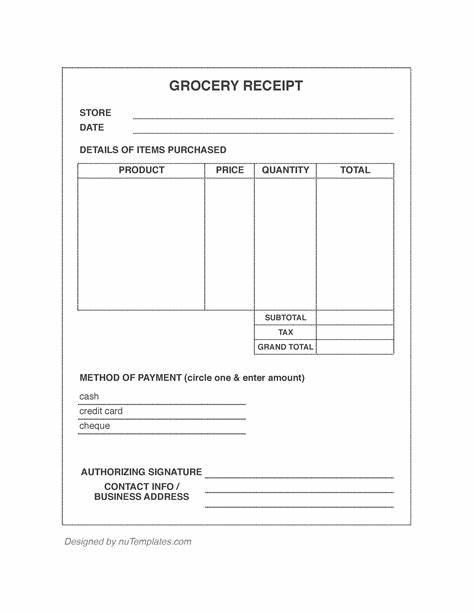 GROCERY RECEIPT
STORE
DATE
DETAILS OF ITEMS PURCHASED
PRODUCT PRICE QUANTITY TOTAL
SUBTOTAL
TAX
GRAND TOTAL
METHOD OF PAYMENT (circle one & enter amount)
cash
credit card
cheque
AUTHORIZING SIGNATURE
CONTACT INFO /
BUSINESS ADDRESS
Designed by nuTemplates.com